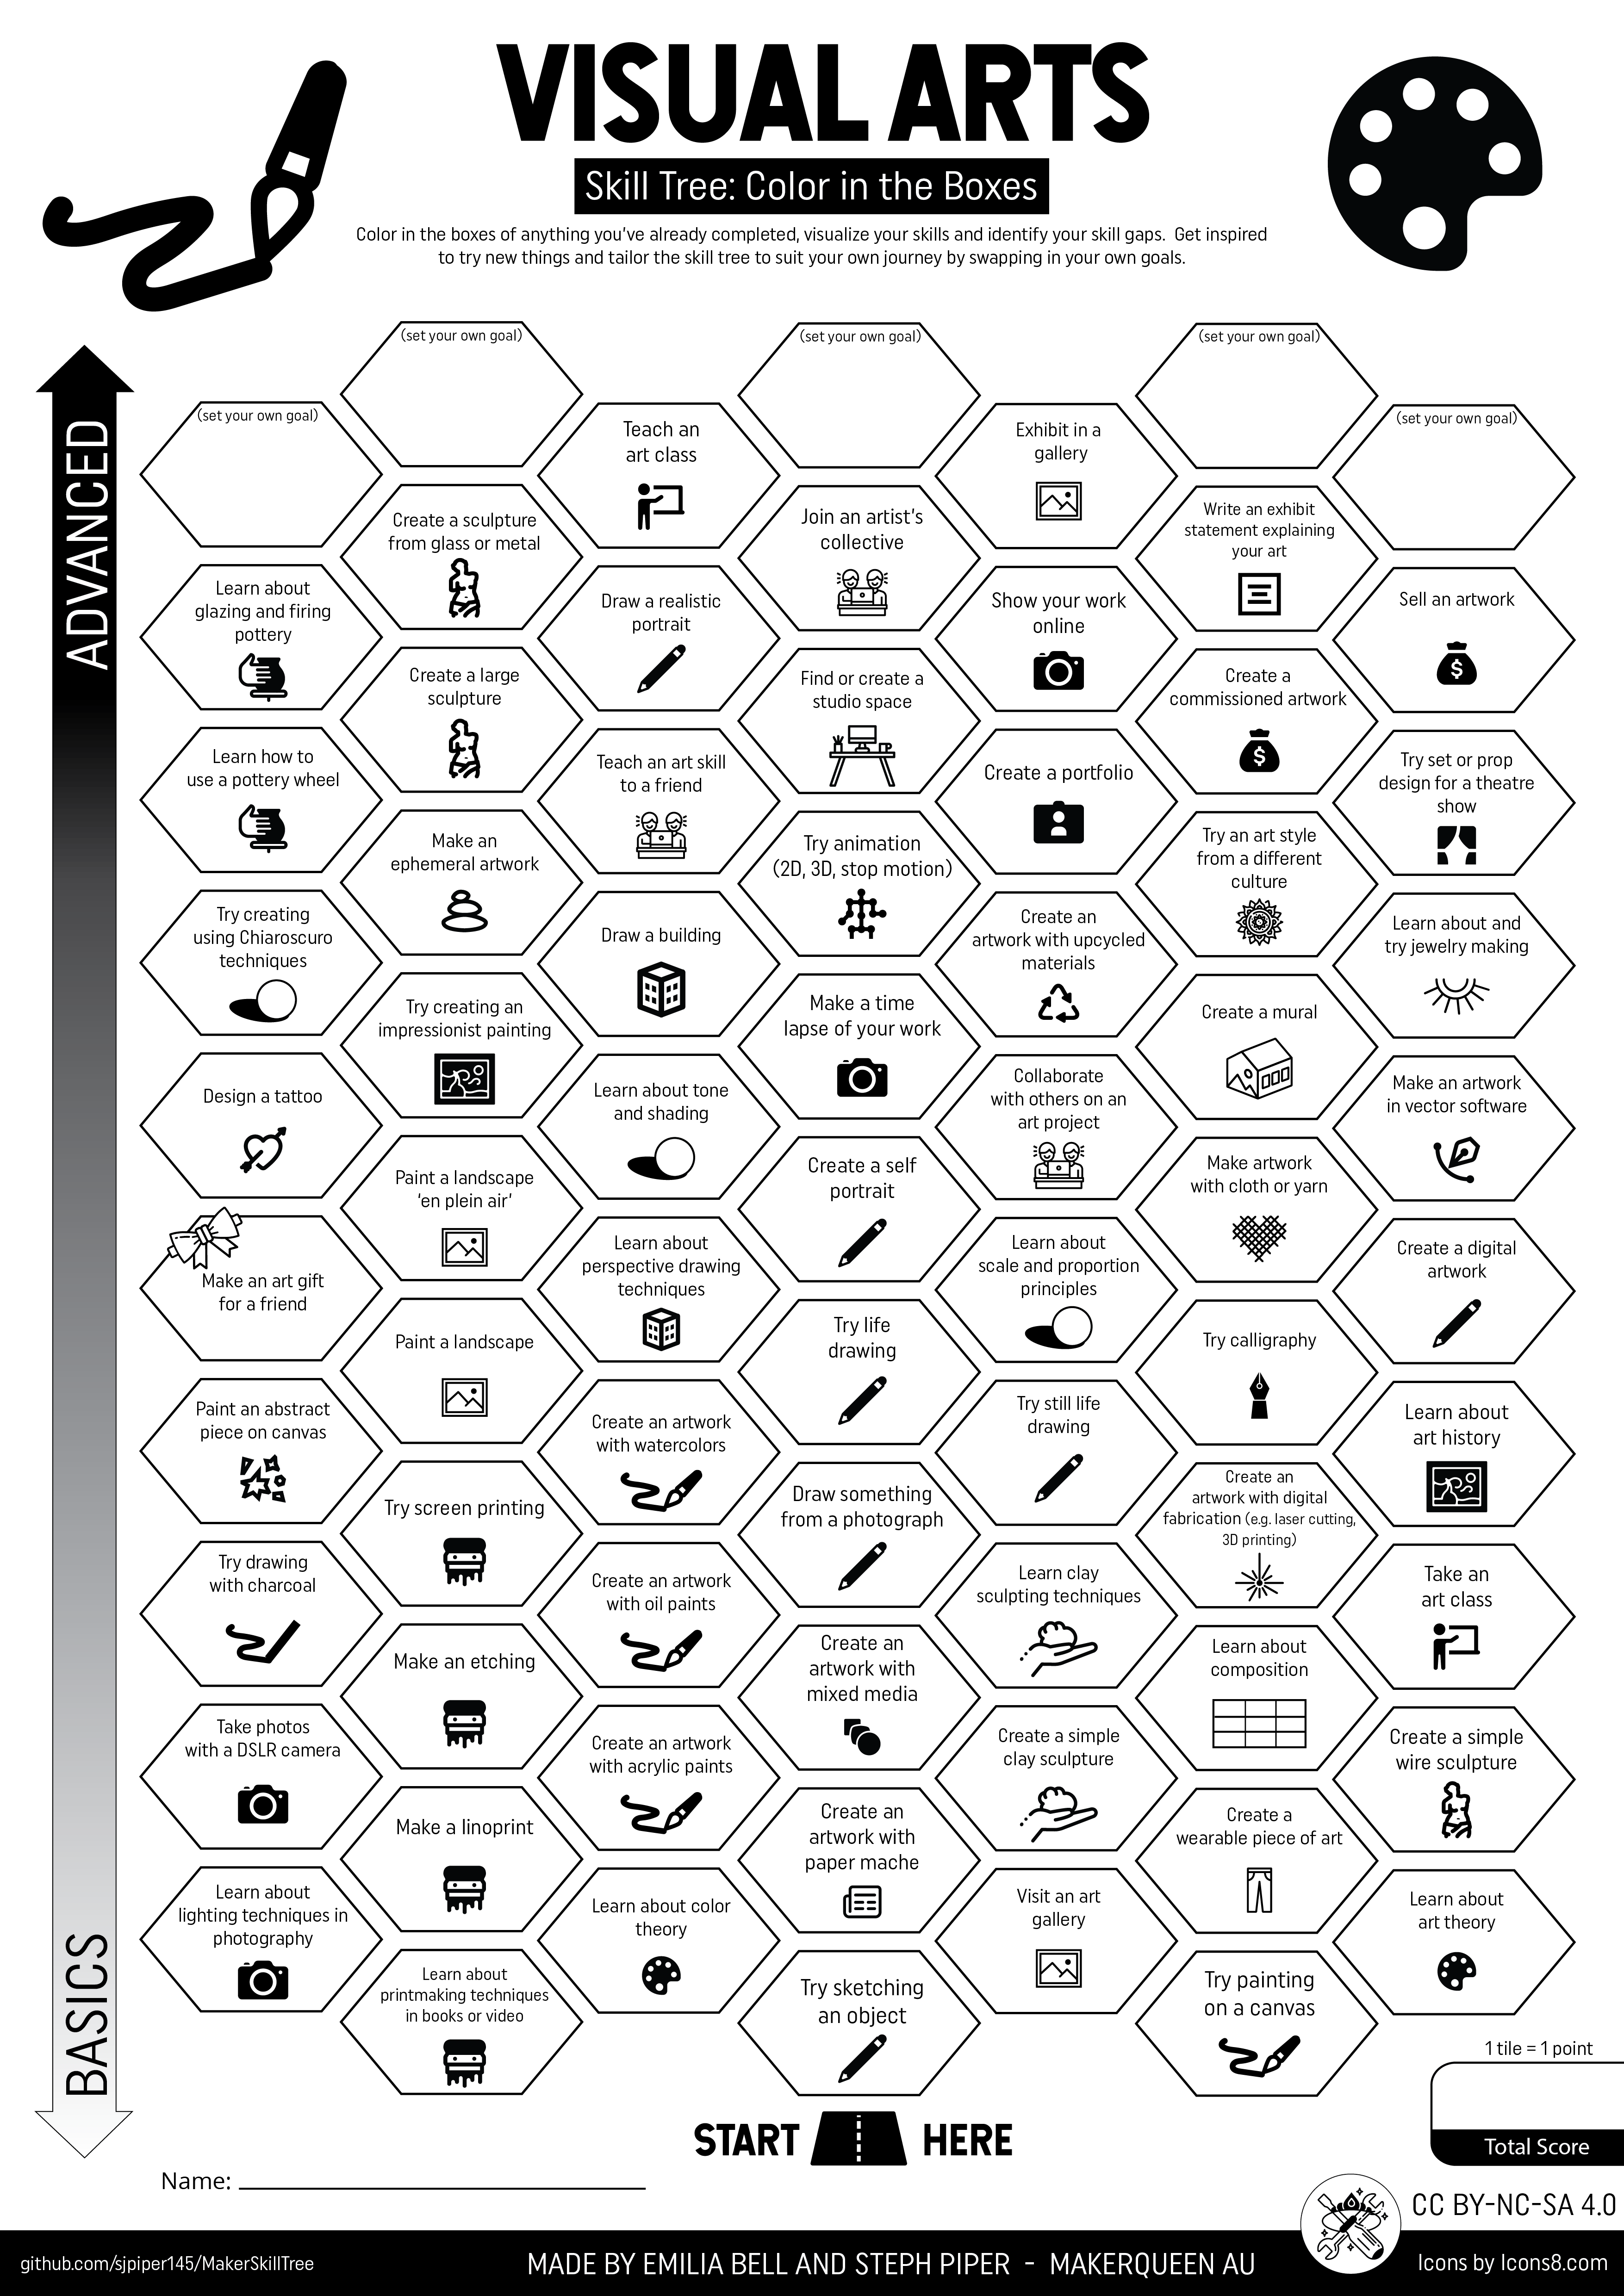 VISUAL ARTS
Skill Tree: Color in the Boxes
Color in the boxes of anything you've already completed, visualize your skills and identify your skill gaps. Get inspired
to try new things and tailor the skill tree to suit your own journey by swapping in your own goals.
ADVANCED
BASICS
(set your own goal)
(set your own goal)
(set your own goal)
(set your own goal)
Teach an
art class
Exhibit in a
gallery
(set your own goal)
Create a sculpture
from glass or metal
Join an artist's
collective
Write an exhibit
statement explaining
your art
Learn about
glazing and firing
pottery
Draw a realistic
portrait
Show your work
online
Sell an artwork
Create a large
sculpture
Find or create a
studio space
Create a
commissioned artwork
Learn how to
use a pottery wheel
Teach an art skill
to a friend
Create a portfolio
Try set or prop
design for a theatre
show
Make an
ephemeral artwork
Try animation
(2D, 3D, stop motion)
Try an art style
from a different
culture
Try creating
using Chiaroscuro
techniques
Draw a building
Create an
artwork with upcycled
materials
Learn about and
try jewelry making
Try creating an
impressionist painting
Make a time
lapse of your work
Create a mural
Design a tattoo
Learn about tone
and shading
Collaborate
with others on an
art project
Make an artwork
in vector software
Paint a landscape
'en plein air'
Create a self
portrait
Make artwork
with cloth or yarn
Make an art gift
for a friend
Learn about
perspective drawing
techniques
Learn about
scale and proportion
principles
Create a digital
artwork
Paint a landscape
Try life
drawing
Try calligraphy
Paint an abstract
piece on canvas
Create an artwork
with watercolors
Try still life
drawing
Learn about
art history
Try screen printing
Draw something
from a photograph
Create an
artwork with digital
fabrication (e.g. laser cutting,
3D printing)
Try drawing
with charcoal
Create an artwork
with oil paints
Learn clay
sculpting techniques
Take an
art class
Make an etching
Create an
artwork with
mixed media
Learn about
composition
Take photos
with a DSLR camera
Create an artwork
with acrylic paints
Create a simple
clay sculpture
Create a simple
wire sculpture
Make a linoprint
Create an
artwork with
paper mache
Create a
wearable piece of art
Learn about
lighting techniques in
photography
Learn about color
theory
Visit an art
gallery
Learn about
art theory
Learn about
printmaking techniques
in books or video
Try sketching
an object
Try painting
on a canvas
1 tile = 1 point
Total Score
START HERE
Name:
CC BY-NC-SA 4.0
github.com/sjpiper145/MakerSkillTree
MADE BY EMILIA BELL AND STEPH PIPER - MAKERQUEEN AU
Icons by Icons8.com